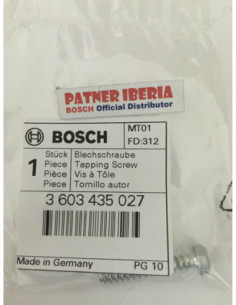 PATNER IBERIA
BOSCH Official Distributor
BOSCH
MT01
FD:312
1
Stück Blechschraube
Piece Tapping Screw
Pièce Vis à Tôle
Piece Tornillo autor
3 603 435 027
Made in Germany
PG 10